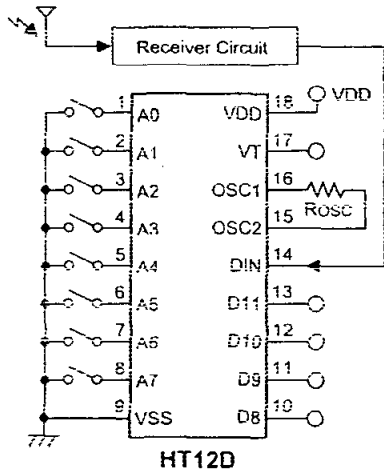 Receiver Circuit
1 A0 VDD 18 VDD
2 A1 VT 17
3 A2 OSC1 16
ROSC
4 A3 OSC2 15
5 A4 DIN 14
6 A5 D11 13
7 A6 D10 12
8 A7 D9 11
9 VSS D8 10
HT12D